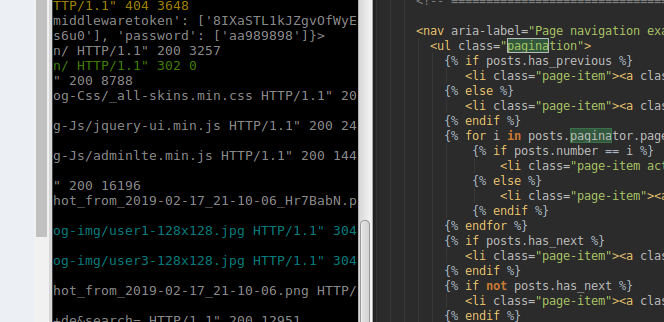 TTP/1.1" 404 3648
middlewaretoken': ['8IXaSTL1kJZgvOfWyE
s6u0'], 'password': ['aa989898']}>
n/ HTTP/1.1" 200 3257
n/ HTTP/1.1" 302 0
" 200 8788
og-Css/_all-skins.min.css HTTP/1.1" 20
og-Js/jquery-ui.min.js HTTP/1.1" 200 24
g-Js/adminlte.min.js HTTP/1.1" 200 144
" 200 16196
hot_from_2019-02-17_21-10-06_Hr7BabN.p
og-img/user1-128x128.jpg HTTP/1.1" 304
og-img/user3-128x128.jpg HTTP/1.1" 304
hot_from_2019-02-17_21-10-06.png HTTP/
+de&search= HTTP/1.1" 200 12951
<!-- ==============================
<nav aria-label="Page navigation exa
<ul class="pagination">
{% if posts.has_previous %}
<li class="page-item"><a clas
{% else %}
<li class="page-item"><a clas
{% endif %}
{% for i in posts.paginator.page
{% if posts.number == i %}
<li class="page-item act
{% else %}
<li class="page-item"><a
{% endif %}
{% endfor %}
{% if posts.has_next %}
<li class="page-item"><a clas
{% endif %}
{% if not posts.has_next %}
<li class="page-item"><a clas
{% endif %}